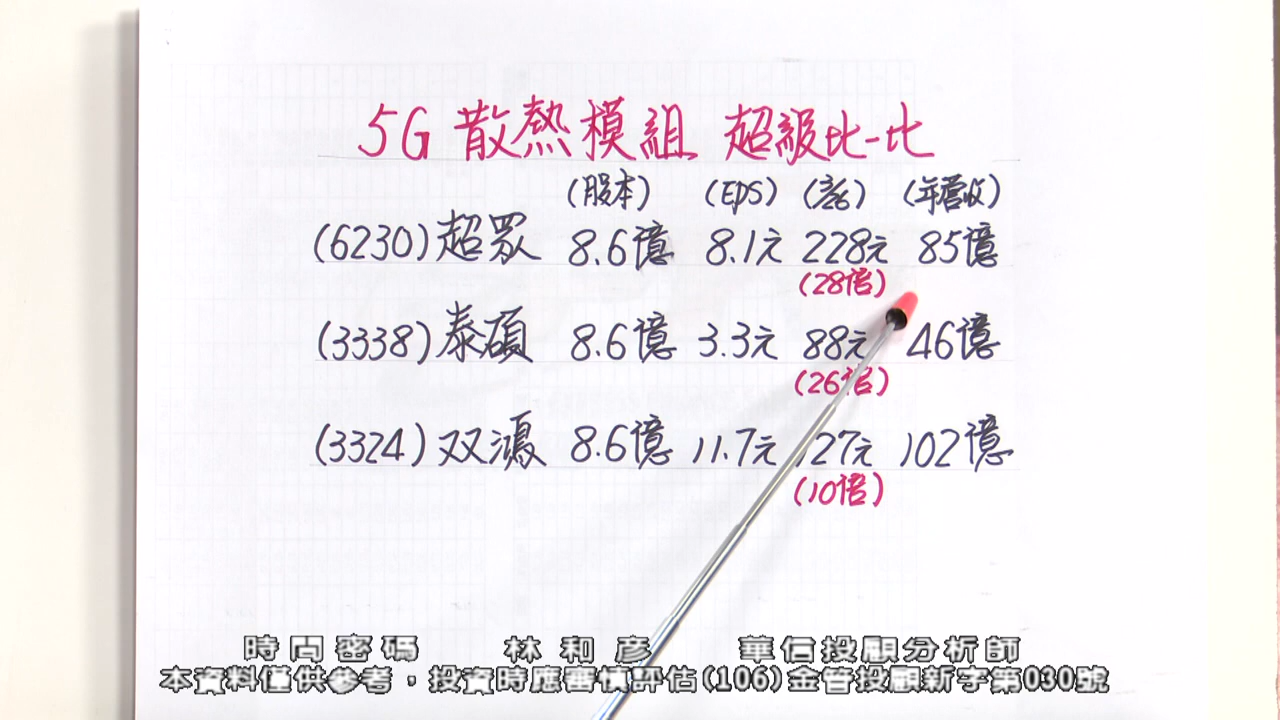 5G 散熱模組 超級比一比
(股本) (EPS) (3/26) (年營收)
(6230)超眾 8.6億 8.1元 228元 85億
(28倍)
(3338)泰碩 8.6億 3.3元 88元 46億
(26倍)
(3324)双鴻 8.6億 11.7元 127元 102億
(10倍)
時間密碼 林和彥 華信投顧分析師
本資料僅供參考，投資時應審慎評估(106)金管投顧新字第030號